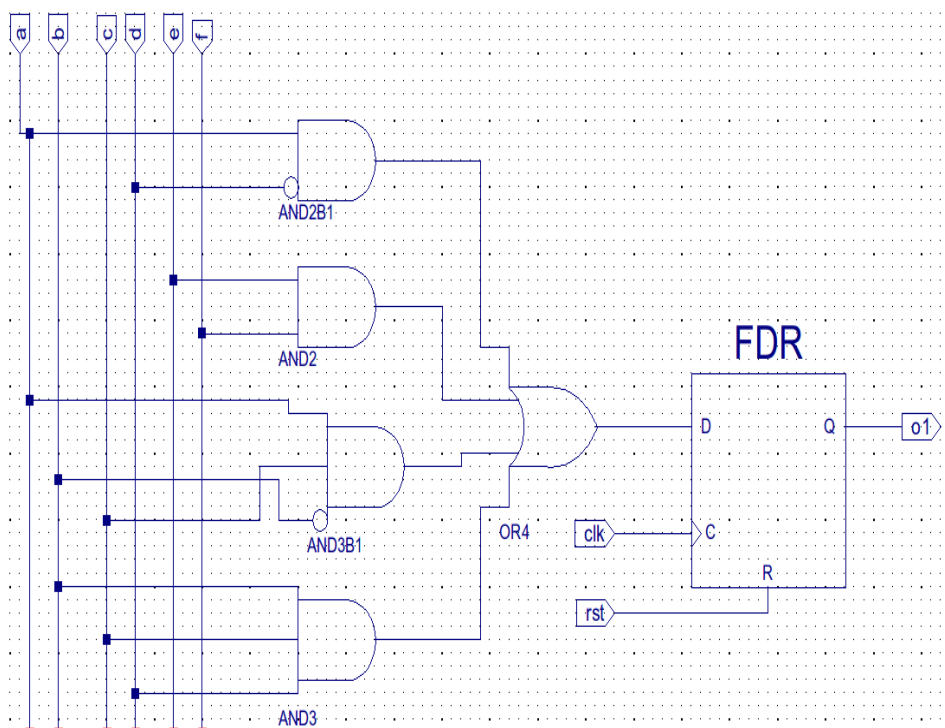 a b c d e f
AND2B1
FDR
AND2
D Q o1
OR4 clk C
AND3B1
R
rst
AND3